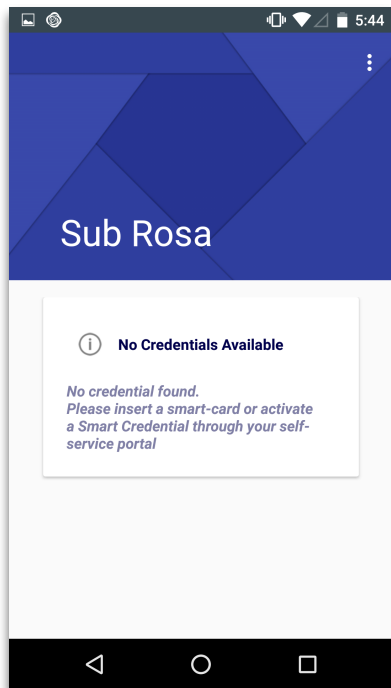 5:44
Sub Rosa
No Credentials Available
No credential found.
Please insert a smart-card or activate
a Smart Credential through your self-
service portal